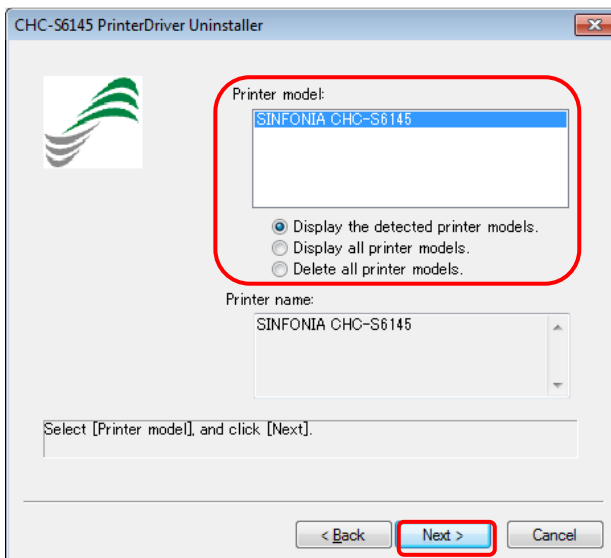 CHC-S6145 PrinterDriver Uninstaller
Printer model:
SINFONIA CHC-S6145
Display the detected printer models.
Display all printer models.
Delete all printer models.
Printer name:
SINFONIA CHC-S6145
Select [Printer model], and click [Next].
< Back
Next >
Cancel